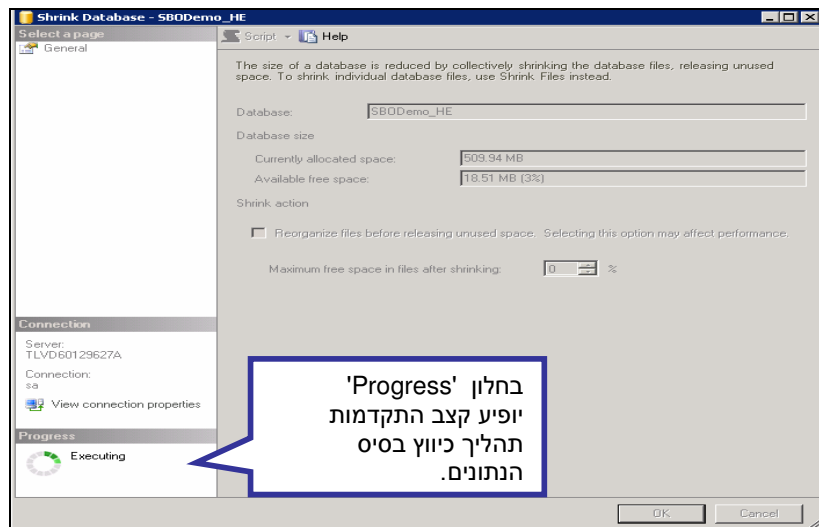 Shrink Database - SBODemo_HE
Select a page
General
Script
Help
The size of a database is reduced by collectively shrinking the database files, releasing unused
space. To shrink individual database files, use Shrink Files instead.
Database: SBODemo_HE
Database size
Currently allocated space: 509.94 MB
Available free space: 18.51 MB (3%)
Shrink action
Reorganize files before releasing unused space. Selecting this option may affect performance.
Maximum free space in files after shrinking: 0 %
Connection
Server:
TLVD60129627A
Connection:
sa
View connection properties
Progress
Executing
בחלון 'Progress'
יופיע קצב התקדמות
תהליך כיווץ בסיס
הנתונים.
OK
Cancel